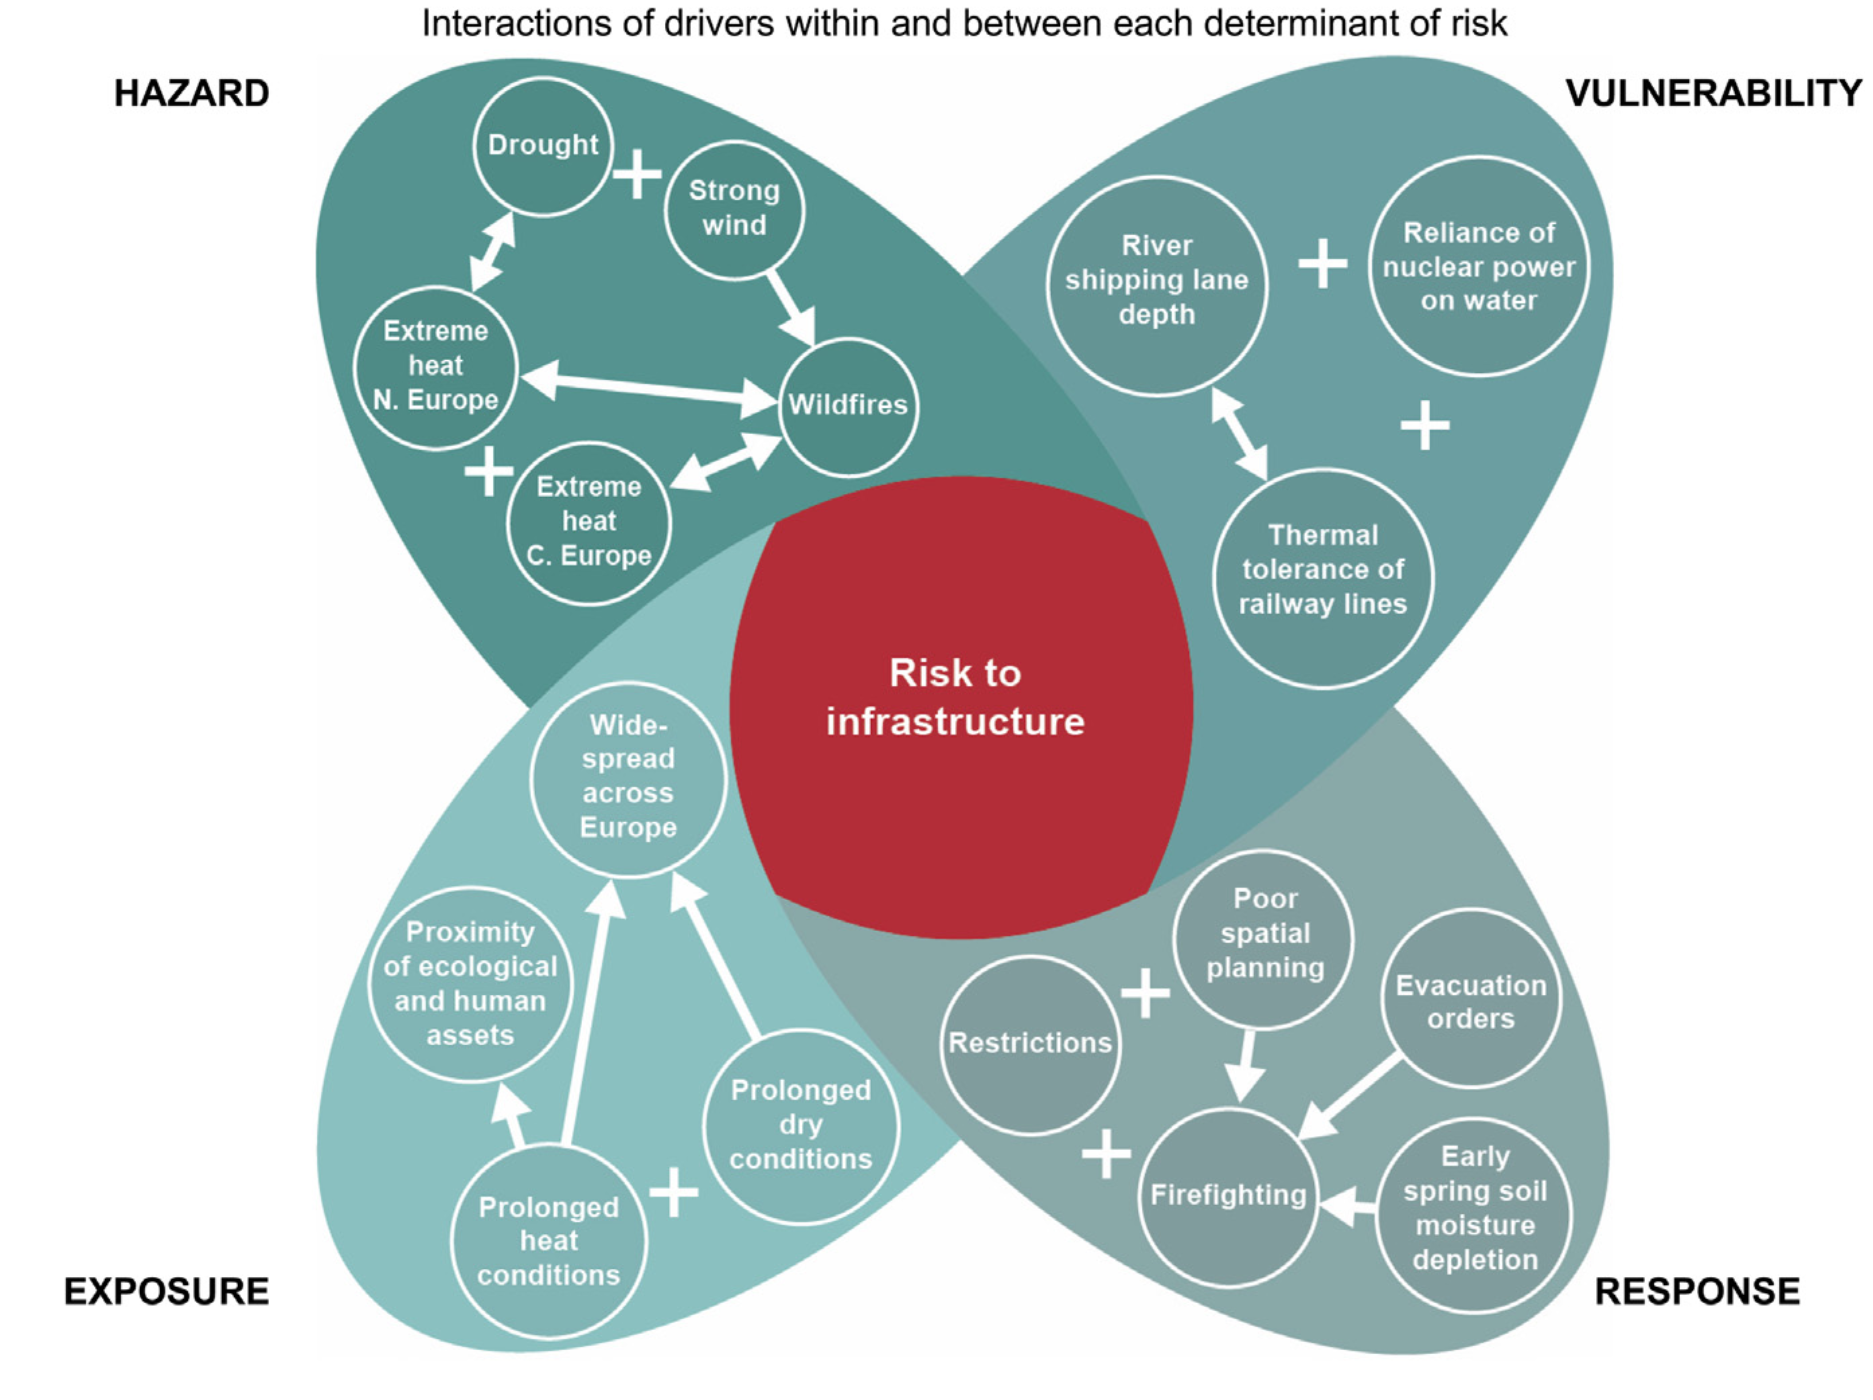 Interactions of drivers within and between each determinant of risk
HAZARD
VULNERABILITY
Drought
+
Strong
wind
Extreme
heat
N. Europe
Wildfires
+
Extreme
heat
C. Europe
River
shipping lane
depth
+
Reliance of
nuclear power
on water
+
Thermal
tolerance of
railway lines
Risk to
infrastructure
Wide-
spread
across
Europe
Proximity
of ecological
and human
assets
Prolonged
dry
conditions
+
Prolonged
heat
conditions
Poor
spatial
planning
+
Restrictions
Evacuation
orders
+
Firefighting
Early
spring soil
moisture
depletion
EXPOSURE
RESPONSE